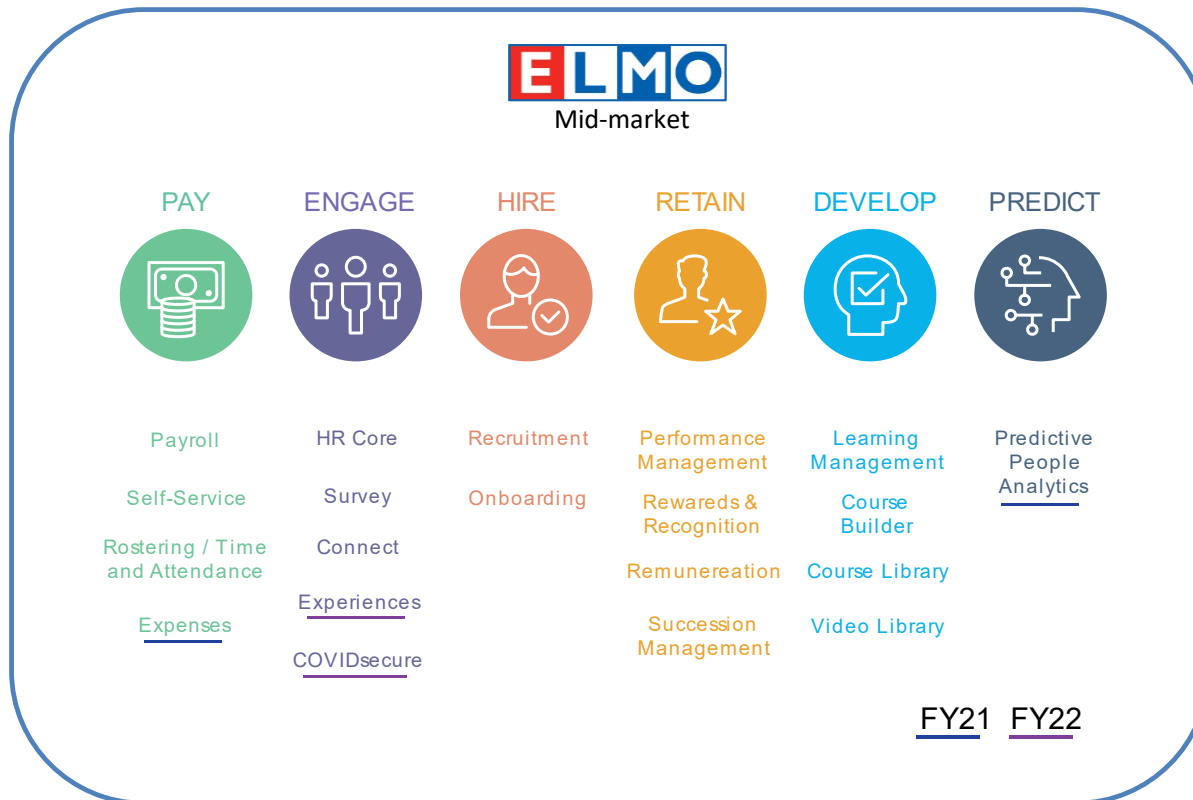 ELMO
Mid-market
PAY
ENGAGE
HIRE
RETAIN
DEVELOP
PREDICT
Payroll
Self-Service
Rostering / Time
and Attendance
Expenses
HR Core
Survey
Connect
Experiences
COVIDsecure
Recruitment
Onboarding
Performance
Management
Rewareds &
Recognition
Remunereation
Succession
Management
Learning
Management
Course
Builder
Course Library
Video Library
Predictive
People
Analytics
FY21
FY22